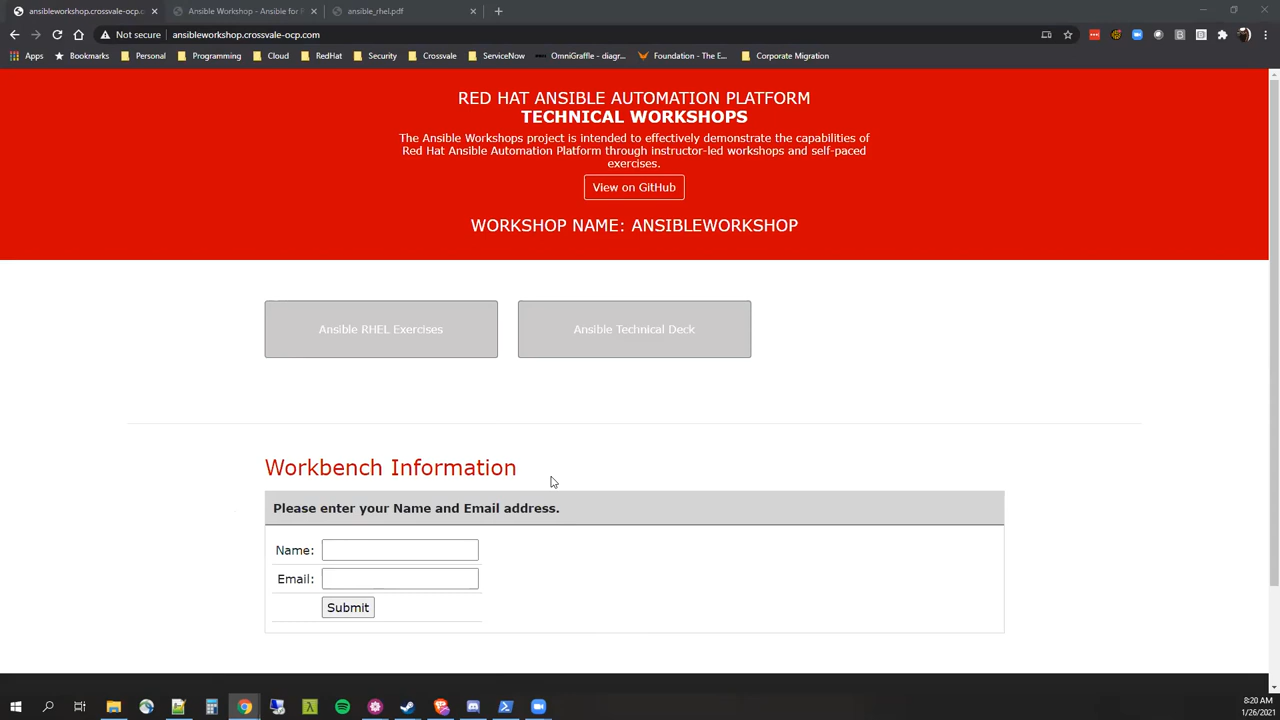 ansibleworkshop.crossvale-ocp.co
Ansible Workshop - Ansible for R
ansible_rhel.pdf
Not secure
ansibleworkshop.crossvale-ocp.com
Apps
Bookmarks
Personal
Programming
Cloud
RedHat
Security
Crossvale
ServiceNow
OmniGraffle - diagr...
Foundation - The E...
Corporate Migration
RED HAT ANSIBLE AUTOMATION PLATFORM
TECHNICAL WORKSHOPS
The Ansible Workshops project is intended to effectively demonstrate the capabilities of
Red Hat Ansible Automation Platform through instructor-led workshops and self-paced
exercises.
View on GitHub
WORKSHOP NAME: ANSIBLEWORKSHOP
Ansible RHEL Exercises
Ansible Technical Deck
Workbench Information
Please enter your Name and Email address.
Name:
Email:
Submit
8:20 AM
1/26/2021